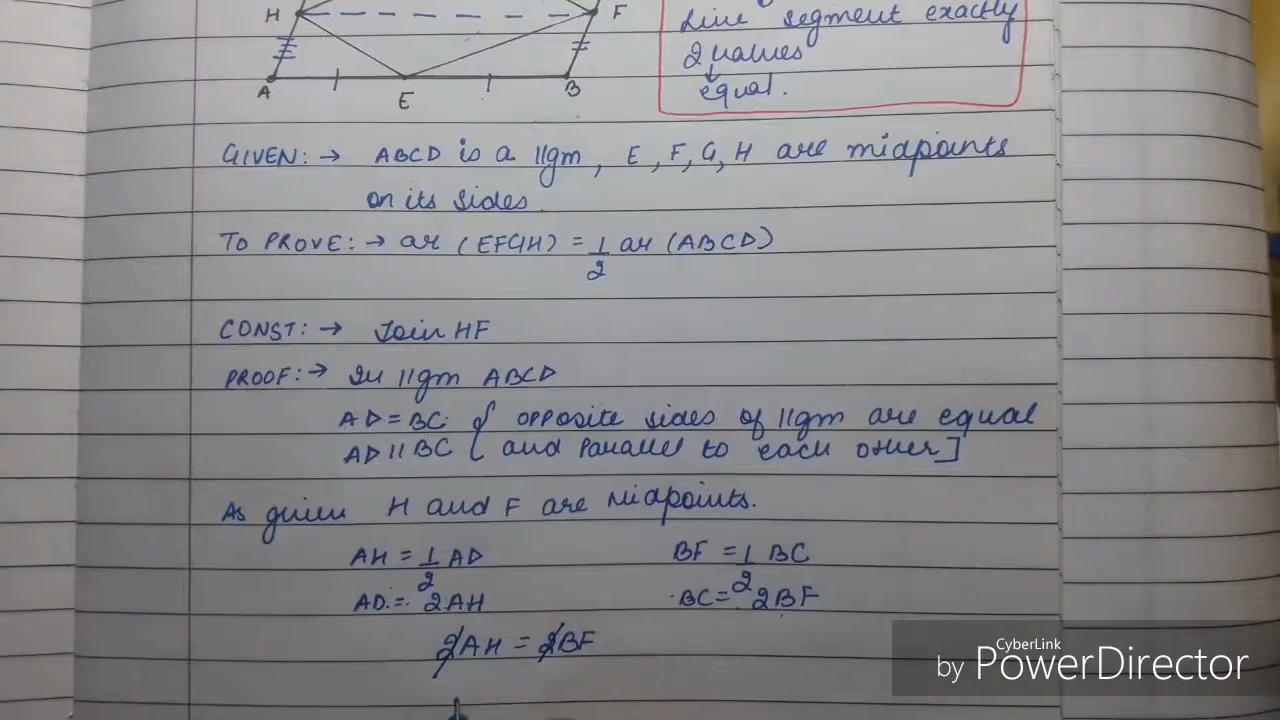 H F
A E B
Line segment exactly
2 values
equal.
GIVEN: → ABCD is a ||gm, E, F, G, H are midpoints
on its sides.
TO PROVE: → ar (EFGH) = 1/2 ar (ABCD)
CONST: → Join HF
PROOF: → In ||gm ABCD
AD = BC { opposite sides of ||gm are equal
AD || BC [ and parallel to each other]
As given H and F are midpoints.
AH = 1/2 AD BF = 1/2 BC
AD = 2AH BC = 2BF
2AH = 2BF
CyberLink
by PowerDirector